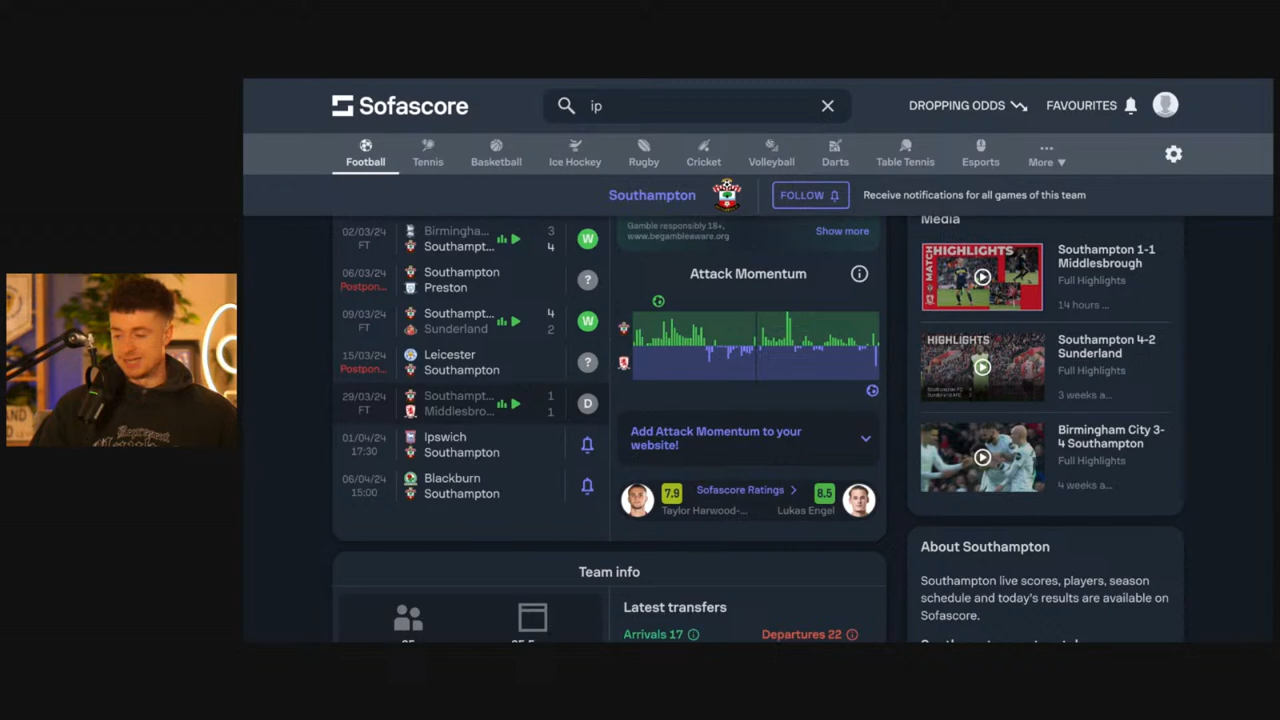 Sofascore
ip
DROPPING ODDS
FAVOURITES
Football
Tennis
Basketball
Ice Hockey
Rugby
Cricket
Volleyball
Darts
Table Tennis
Esports
More
Southampton
FOLLOW
Receive notifications for all games of this team
02/03/24
FT
Birmingha...
Southampt...
3
4
W
06/03/24
Postpon...
Southampton
Preston
?
09/03/24
FT
Southampt...
Sunderland
4
2
W
15/03/24
Postpon...
Leicester
Southampton
?
29/03/24
FT
Southampt...
Middlesbro...
1
1
D
01/04/24
17:30
Ipswich
Southampton
06/04/24
15:00
Blackburn
Southampton
Gamble responsibly 18+,
www.begambleaware.org
Show more
Attack Momentum
Add Attack Momentum to your
website!
7.9
Sofascore Ratings
8.5
Taylor Harwood-...
Lukas Engel
Team info
Latest transfers
Arrivals 17
Departures 22
Media
HIGHLIGHTS
MATCH
Southampton 1-1
Middlesbrough
Full Highlights
14 hours ...
HIGHLIGHTS
Southampton 4-2
Sunderland
Full Highlights
3 weeks a...
Birmingham City 3-
4 Southampton
Full Highlights
4 weeks a...
About Southampton
Southampton live scores, players, season
schedule and today's results are available on
Sofascore.